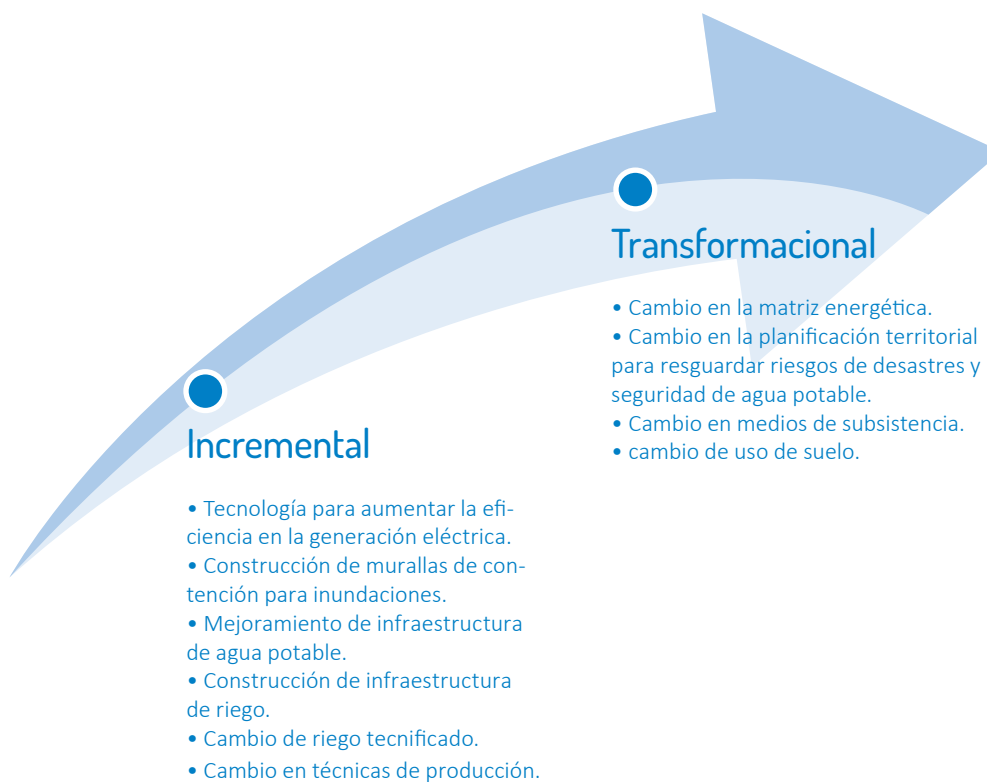 Transformacional
• Cambio en la matriz energética.
• Cambio en la planificación territorial
para resguardar riesgos de desastres y
seguridad de agua potable.
• Cambio en medios de subsistencia.
• cambio de uso de suelo.
Incremental
• Tecnología para aumentar la efi-
ciencia en la generación eléctrica.
• Construcción de murallas de con-
tención para inundaciones.
• Mejoramiento de infraestructura
de agua potable.
• Construcción de infraestructura
de riego.
• Cambio de riego tecnificado.
• Cambio en técnicas de producción.